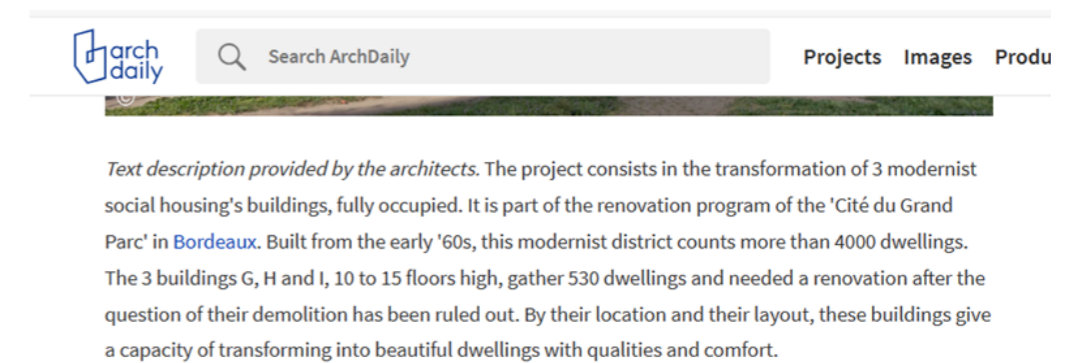 arch
daily
Search ArchDaily
Projects Images Produ
©
Text description provided by the architects. The project consists in the transformation of 3 modernist
social housing's buildings, fully occupied. It is part of the renovation program of the 'Cité du Grand
Parc' in Bordeaux. Built from the early '60s, this modernist district counts more than 4000 dwellings.
The 3 buildings G, H and I, 10 to 15 floors high, gather 530 dwellings and needed a renovation after the
question of their demolition has been ruled out. By their location and their layout, these buildings give
a capacity of transforming into beautiful dwellings with qualities and comfort.